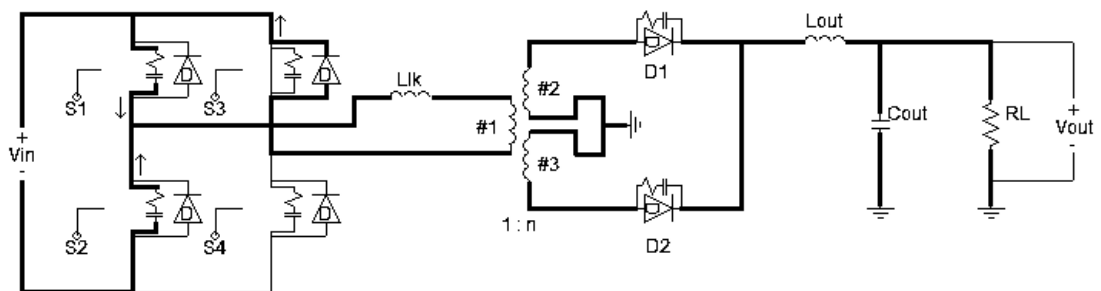 D
D
S1
S3
Llk
#2
D1
Lout
+
Vin
-
#1
Cout
RL
+
Vout
-
#3
D
D
S2
S4
1 : n
D2